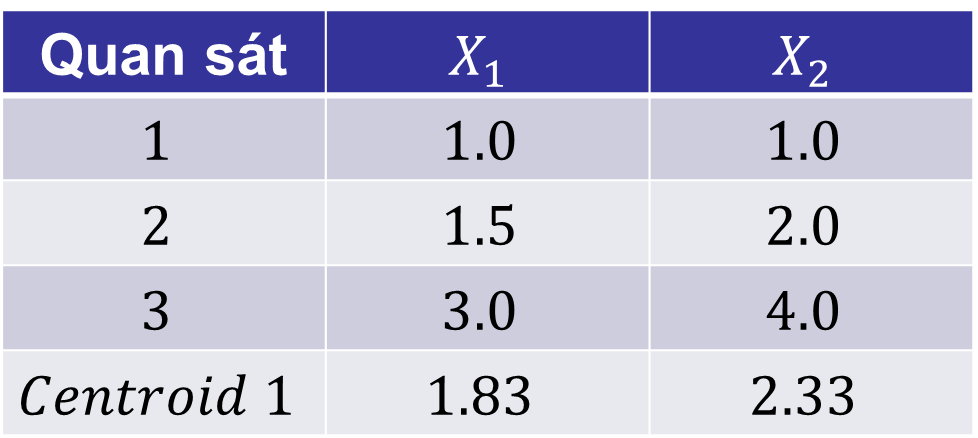 Quan sát X₁ X₂
1 1.0 1.0
2 1.5 2.0
3 3.0 4.0
Centroid 1 1.83 2.33